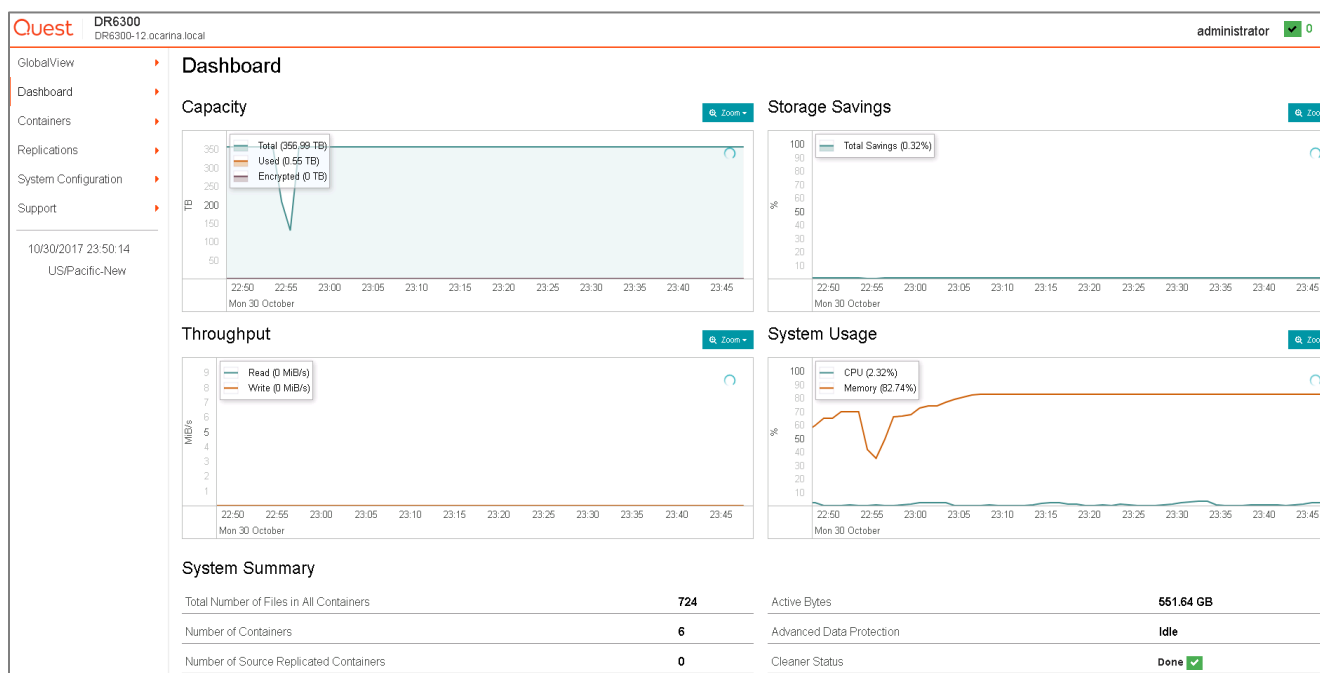 Quest
DR6300
DR6300-12.ocarina.local
administrator
0
GlobalView
Dashboard
Containers
Replications
System Configuration
Support
10/30/2017 23:50:14
US/Pacific-New
Dashboard
Capacity
Zoom
Total (356.99 TB)
Used (0.55 TB)
Encrypted (0 TB)
TB
350
300
250
200
150
100
50
22:50 22:55 23:00 23:05 23:10 23:15 23:20 23:25 23:30 23:35 23:40 23:45
Mon 30 October
Storage Savings
Zoo
Total Savings (0.32%)
%
100
90
80
70
60
50
40
30
20
10
22:50 22:55 23:00 23:05 23:10 23:15 23:20 23:25 23:30 23:35 23:40 23:45
Mon 30 October
Throughput
Zoom
Read (0 MiB/s)
Write (0 MiB/s)
MiB/s
9
8
7
6
5
4
3
2
1
22:50 22:55 23:00 23:05 23:10 23:15 23:20 23:25 23:30 23:35 23:40 23:45
Mon 30 October
System Usage
Zoo
CPU (2.32%)
Memory (82.74%)
%
100
90
80
70
60
50
40
30
20
10
22:50 22:55 23:00 23:05 23:10 23:15 23:20 23:25 23:30 23:35 23:40 23:45
Mon 30 October
System Summary
Total Number of Files in All Containers 724
Number of Containers 6
Number of Source Replicated Containers 0
Active Bytes 551.64 GB
Advanced Data Protection Idle
Cleaner Status Done